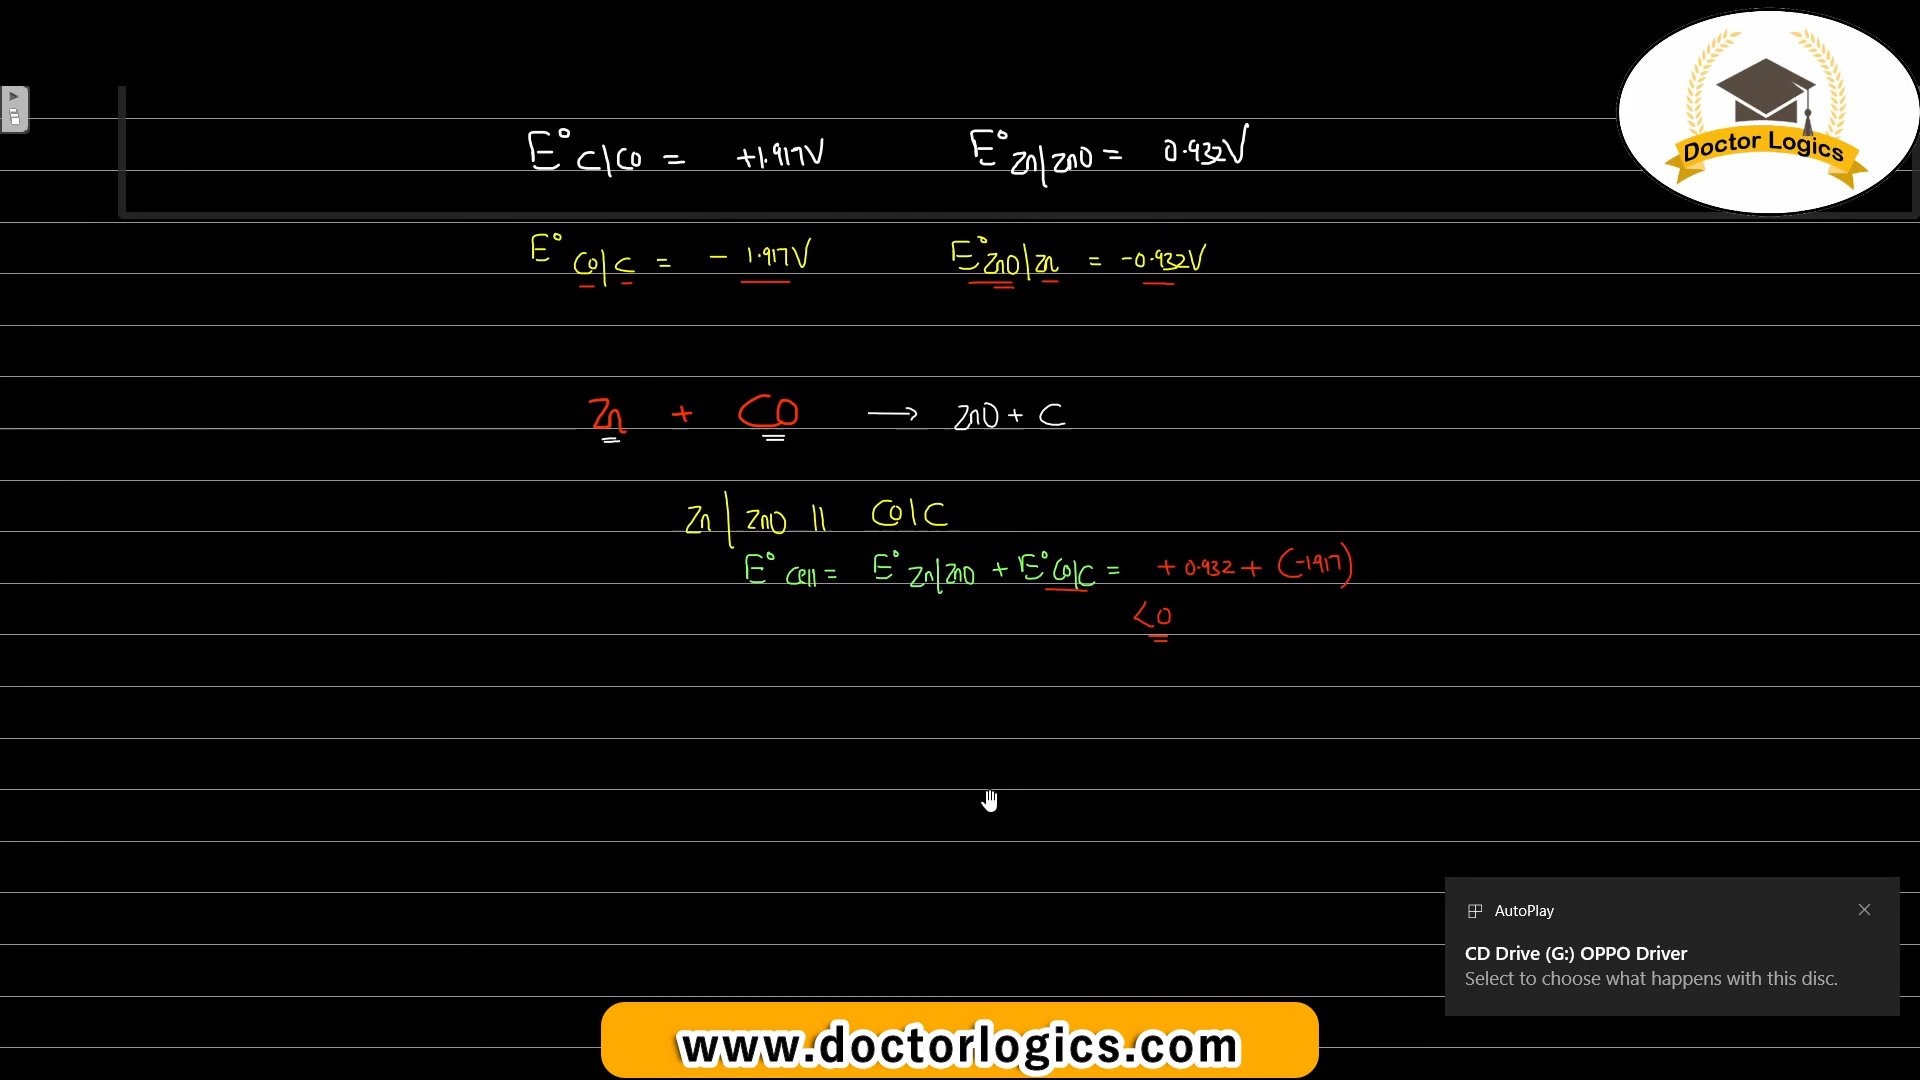 Doctor Logics
E° C/CO = +1.917V E° Zn/ZnO = 0.932V
E° CO/C = - 1.917V E° ZnO/Zn = -0.932V
Zn + CO → ZnO + C
Zn | ZnO || CO | C
E° cell = E° Zn/ZnO + E° CO/C = +0.932 + (-1.917)
<0
AutoPlay
CD Drive (G:) OPPO Driver
Select to choose what happens with this disc.
www.doctorlogics.com